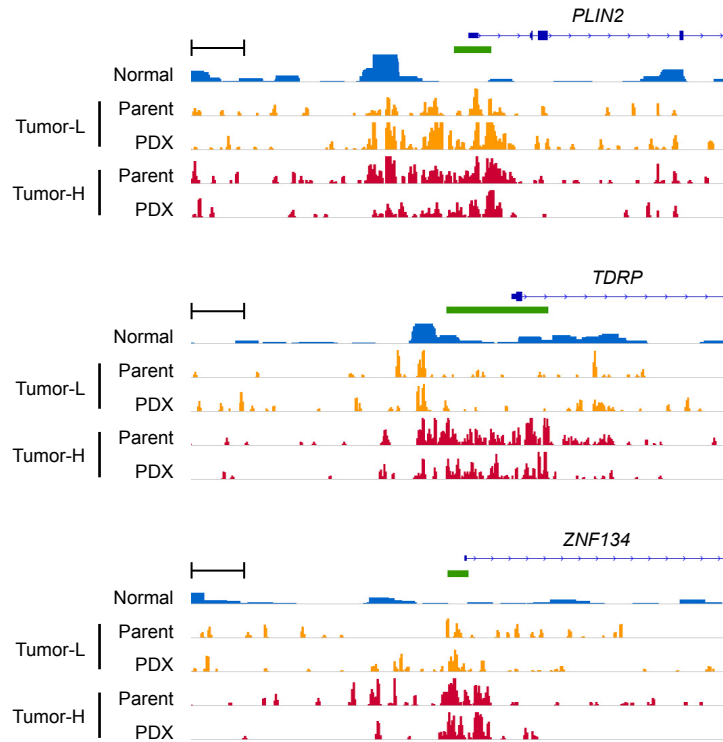 PLIN2
Normal
Tumor-L
Parent
PDX
Tumor-H
Parent
PDX
TDRP
Normal
Tumor-L
Parent
PDX
Tumor-H
Parent
PDX
ZNF134
Normal
Tumor-L
Parent
PDX
Tumor-H
Parent
PDX